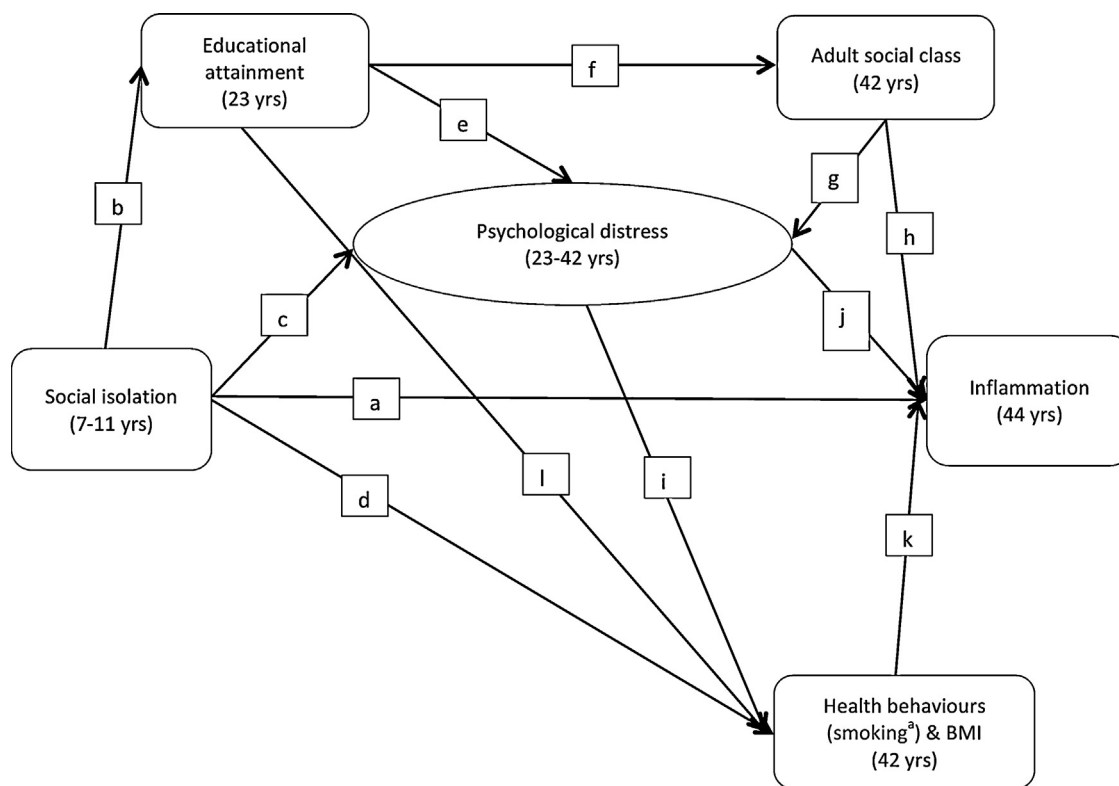 Educational
attainment
(23 yrs)
f
Adult social class
(42 yrs)
e
b
g
Psychological distress
(23-42 yrs)
h
c
j
Social isolation
(7-11 yrs)
a
Inflammation
(44 yrs)
d
l
i
k
Health behaviours
(smokingᵃ) & BMI
(42 yrs)